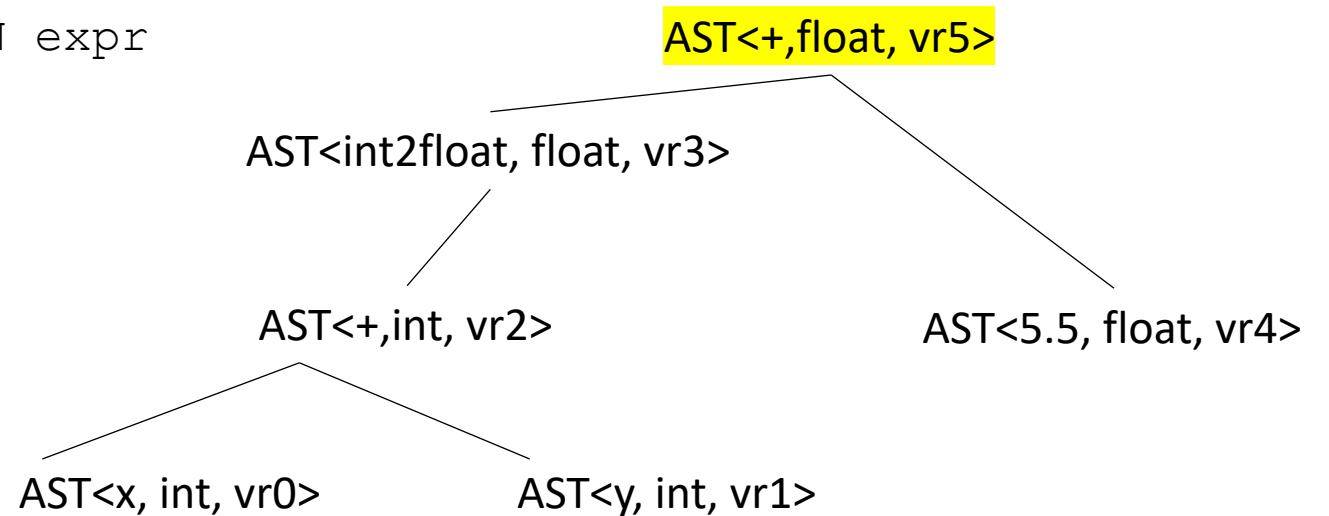 expr
AST<+,float, vr5>
AST<int2float, float, vr3>
AST<+,int, vr2>
AST<5.5, float, vr4>
AST<x, int, vr0>
AST<y, int, vr1>